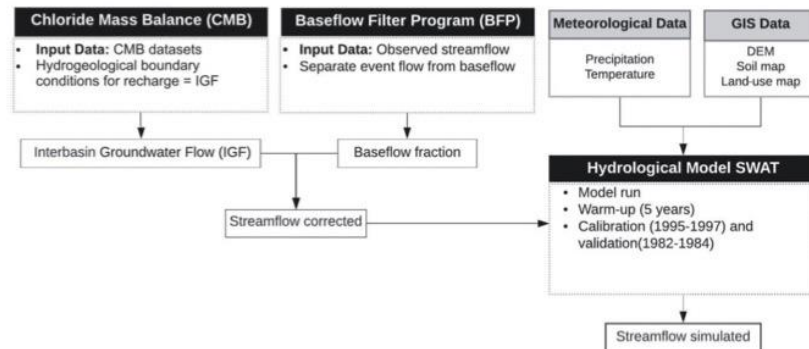 Chloride Mass Balance (CMB)
• Input Data: CMB datasets
• Hydrogeological boundary
conditions for recharge = IGF
Baseflow Filter Program (BFP)
• Input Data: Observed streamflow
• Separate event flow from baseflow
Meteorological Data
Precipitation
Temperature
GIS Data
DEM
Soil map
Land-use map
Interbasin Groundwater Flow (IGF)
Baseflow fraction
Streamflow corrected
Hydrological Model SWAT
• Model run
• Warm-up (5 years)
• Calibration (1995-1997) and
validation(1982-1984)
Streamflow simulated